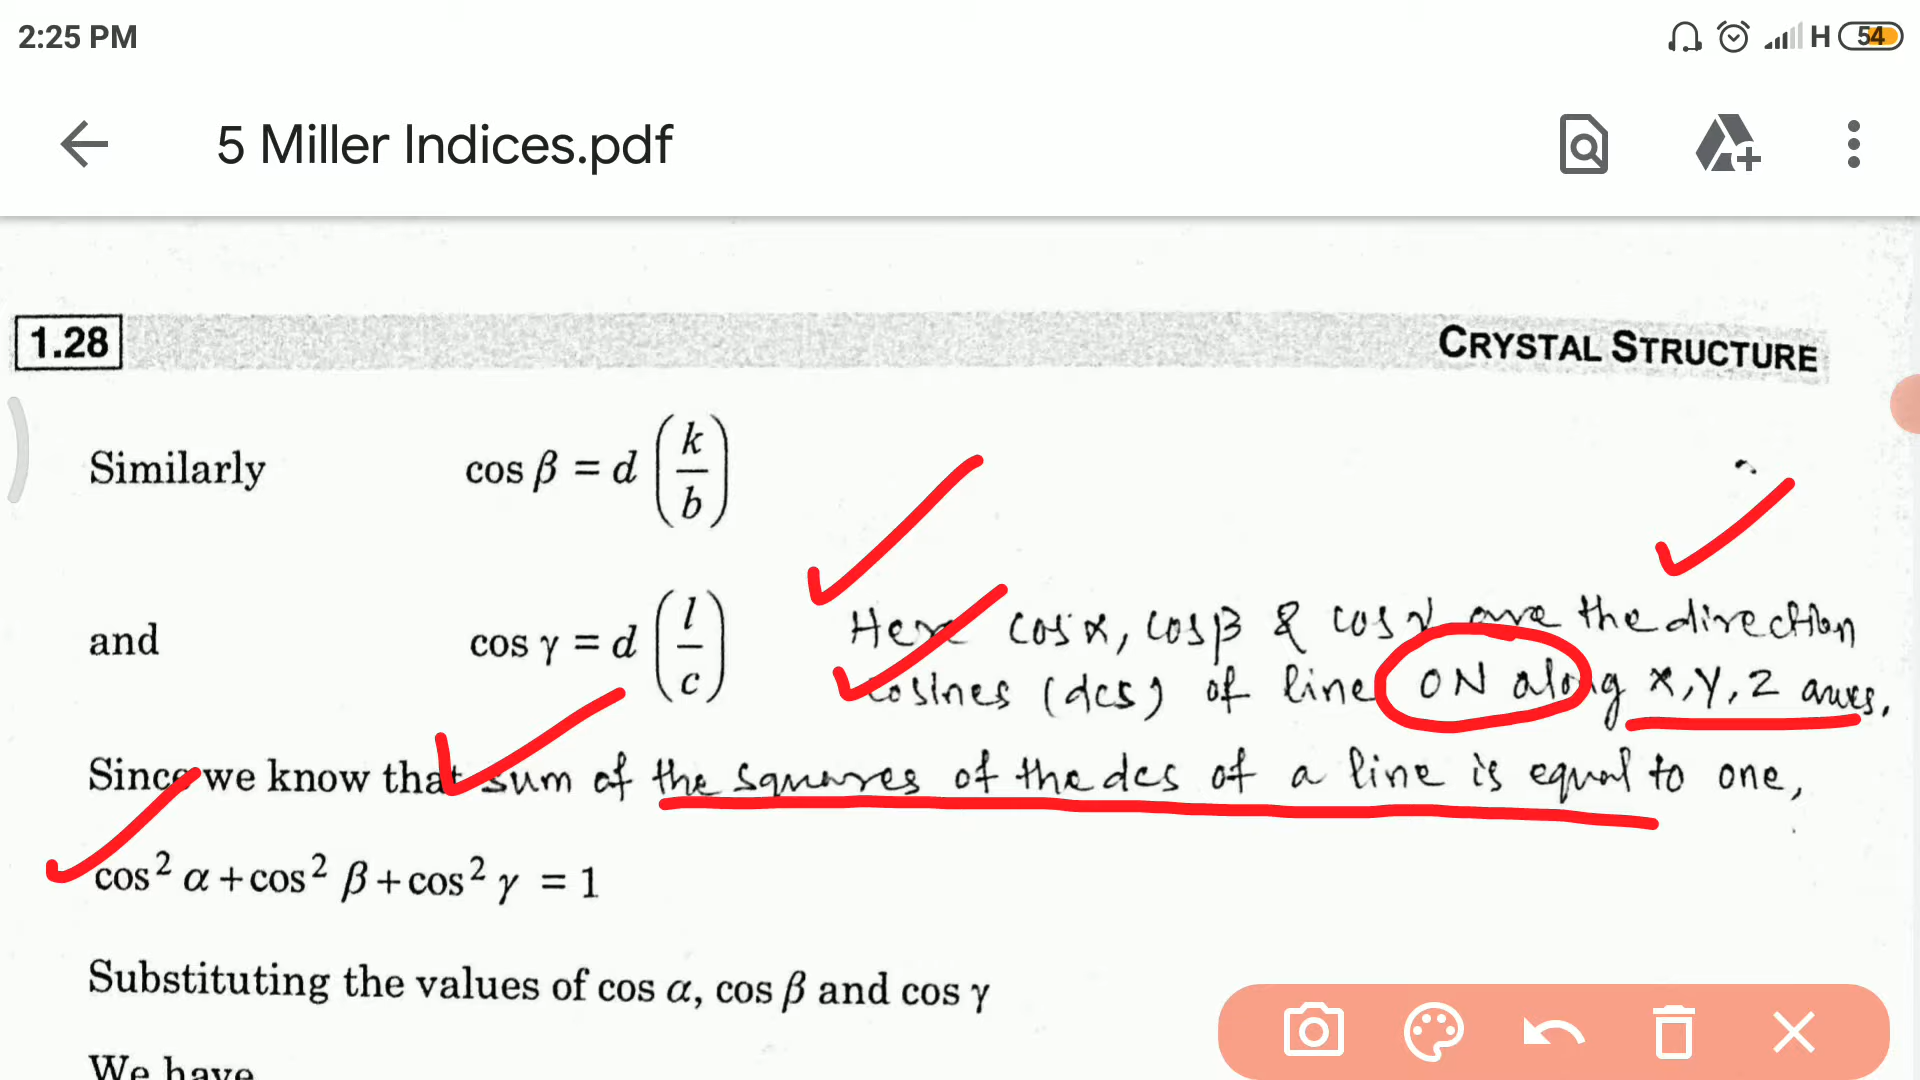 2:25 PM
H 54
5 Miller Indices.pdf
1.28 CRYSTAL STRUCTURE
Similarly cos β = d (k/b)
and cos γ = d (l/c)
Here cos α, cos β & cos γ are the direction
cosines (dcs) of line ON along X, Y, Z axes.
Since we know that sum of the squares of the dcs of a line is equal to one,
cos² α + cos² β + cos² γ = 1
Substituting the values of cos α, cos β and cos γ
We have